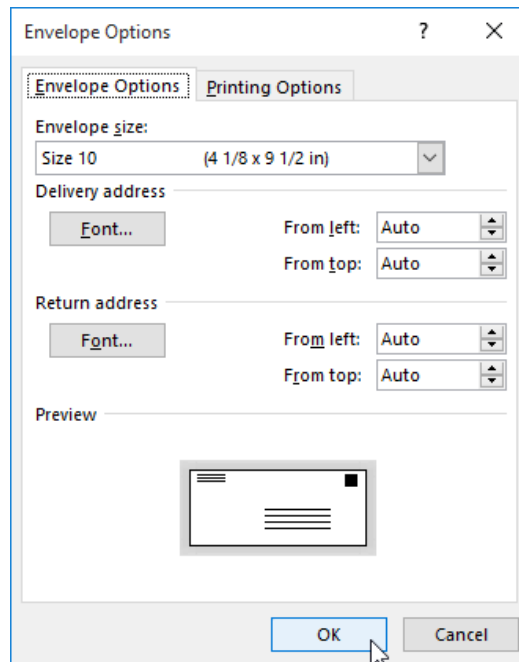 Envelope Options ?
Envelope Options Printing Options
Envelope size:
Size 10 (4 1/8 x 9 1/2 in)
Delivery address
Font... From left: Auto
From top: Auto
Return address
Font... From left: Auto
From top: Auto
Preview
OK Cancel